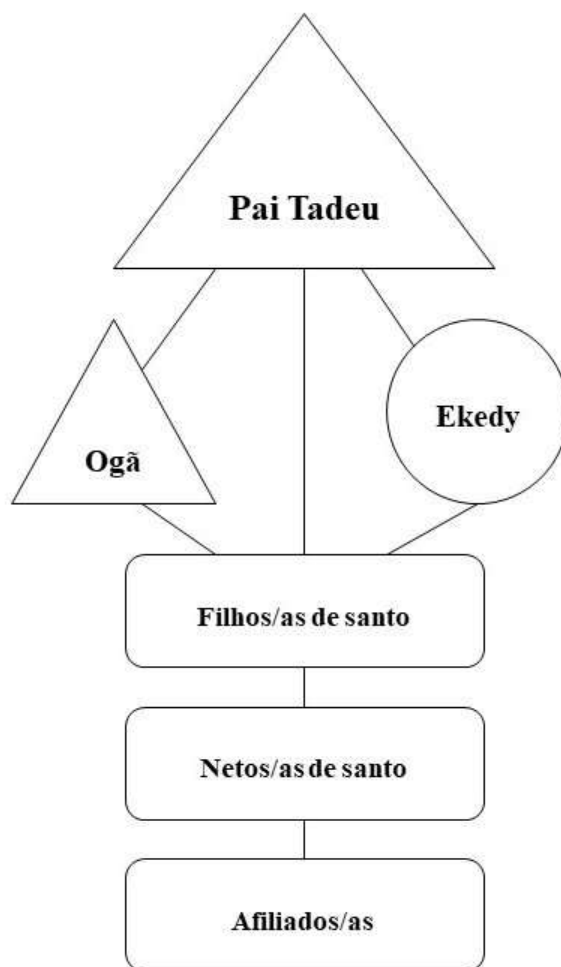 Pai Tadeu
Ogã
Ekedy
Filhos/as de santo
Netos/as de santo
Afiliados/as